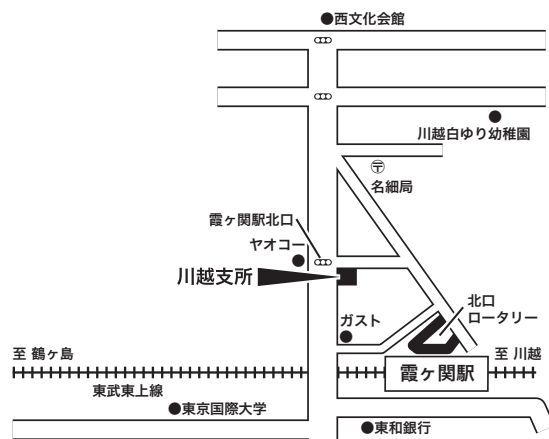 西文化会館
川越白ゆり幼稚園
〒
名細局
霞ヶ関駅北口
ヤオコー
川越支所
北口
ロータリー
ガスト
至 鶴ヶ島
至 川越
霞ヶ関駅
東武東上線
東京国際大学
東和銀行